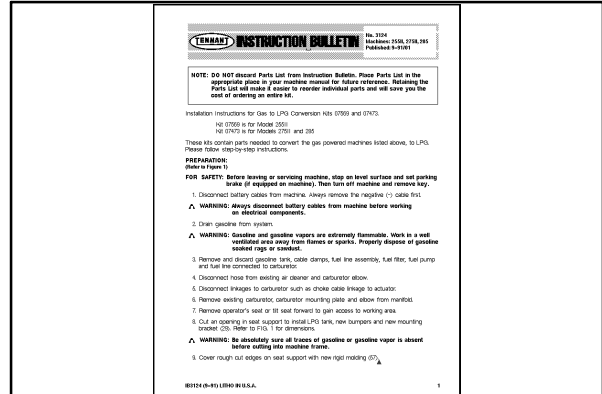 TENNANT INSTRUCTION BULLETIN
No. 3124
Machines: 255II, 275II, 295
Published: 9-91/01
NOTE: DO NOT discard Parts List from Instruction Bulletin. Place Parts List in the
appropriate place in your machine manual for future reference. Retaining the
Parts List will make it easier to reorder individual parts and will save you the
cost of ordering an entire kit.
Installation Instructions for Gas to LPG Conversion Kits 07569 and 07473.
Kit 07569 is for Model 255II
Kit 07473 is for Models 275II and 295
These kits contain parts needed to convert the gas powered machines listed above, to LPG.
Please follow step-by-step instructions.
PREPARATION:
(Refer to Figure 1)
FOR SAFETY: Before leaving or servicing machine, stop on level surface and set parking
brake (if equipped on machine). Then turn off machine and remove key.
1. Disconnect battery cables from machine. Always remove the negative (-) cable first.
WARNING: Always disconnect battery cables from machine before working
on electrical components.
2. Drain gasoline from system.
WARNING: Gasoline and gasoline vapors are extremely flammable. Work in a well
ventilated area away from flames or sparks. Properly dispose of gasoline
soaked rags or sawdust.
3. Remove and discard gasoline tank, cable clamps, fuel line assembly, fuel filter, fuel pump
and fuel line connected to carburetor.
4. Disconnect hose from existing air cleaner and carburetor elbow.
5. Disconnect linkages to carburetor such as choke cable linkage to actuator.
6. Remove existing carburetor, carburetor mounting plate and elbow from manifold.
7. Remove operator's seat or tilt seat forward to gain access to working area.
8. Cut an opening in seat support to install LPG tank, new bumpers and new mounting
bracket (29). Refer to FIG. 1 for dimensions.
WARNING: Be absolutely sure all traces of gasoline or gasoline vapor is absent
before cutting into machine frame.
9. Cover rough cut edges on seat support with new rigid molding (67).
IB3124 (9-91) LITHO IN U.S.A.
1